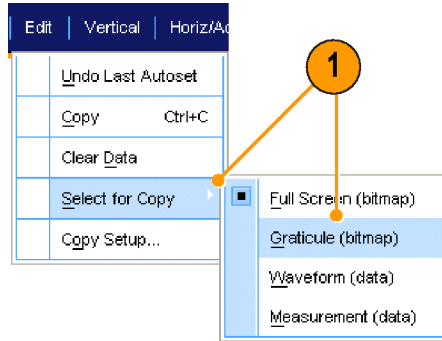 Edit | Vertical | Horiz/Ac
Undo Last Autoset
1
Copy Ctrl+C
Clear Data
Select for Copy
Full Screen (bitmap)
Copy Setup...
Graticule (bitmap)
Waveform (data)
Measurement (data)